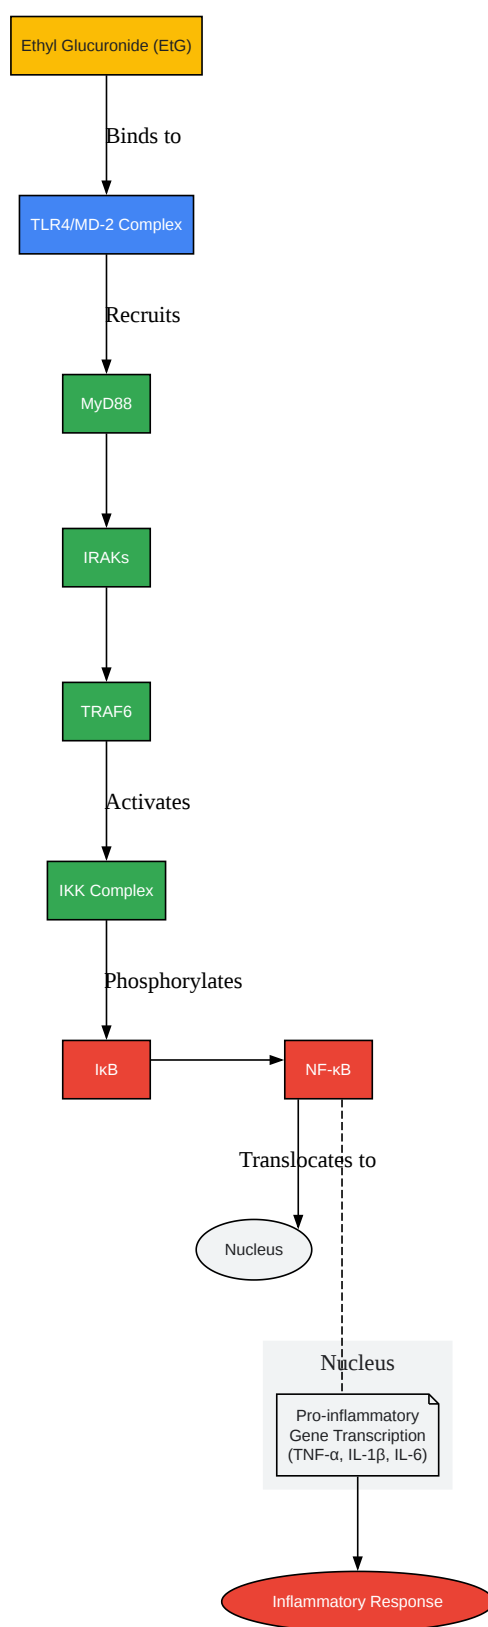 Ethyl Glucuronide (EtG)
Binds to
TLR4/MD-2 Complex
Recruits
MyD88
IRAKs
TRAF6
Activates
IKK Complex
Phosphorylates
IκB
NF-κB
Translocates to
Nucleus
Nucleus
Pro-inflammatory
Gene Transcription
(TNF-α, IL-1β, IL-6)
Inflammatory Response